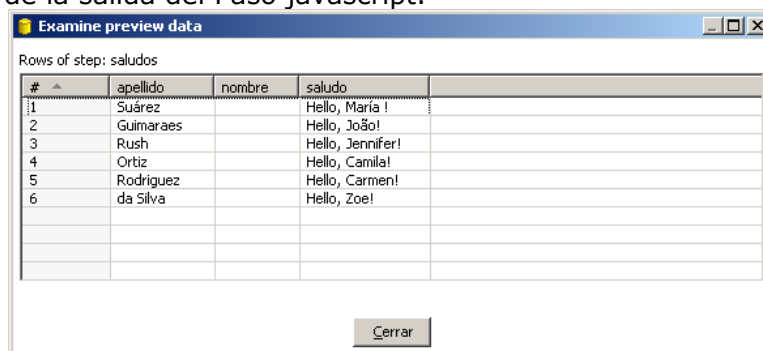 de la salida del Paso javascript:
Examine preview data
Rows of step: saludos
# apellido nombre saludo
1 Suárez Hello, María !
2 Guimaraes Hello, João!
3 Rush Hello, Jennifer!
4 Ortiz Hello, Camila!
5 Rodriguez Hello, Carmen!
6 da Silva Hello, Zoe!
Cerrar